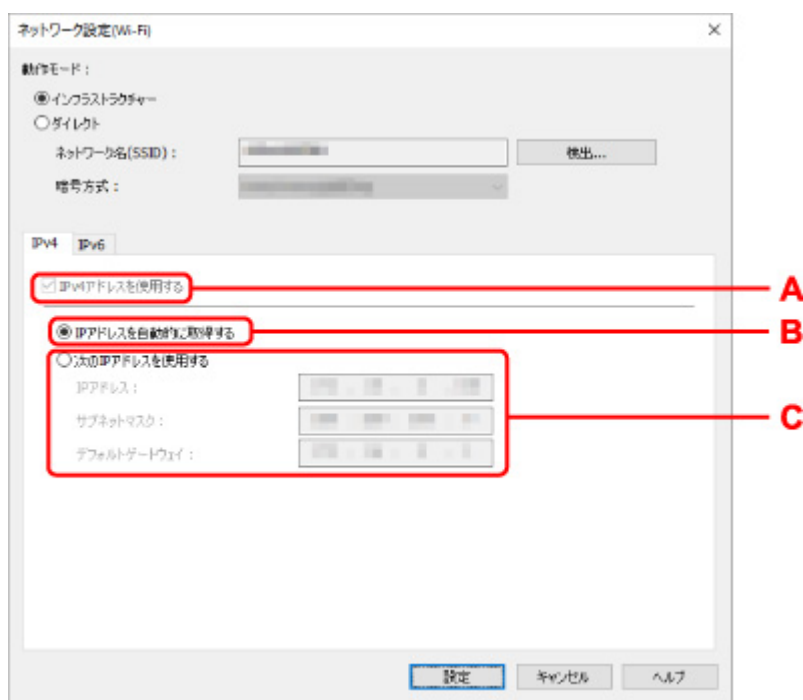 ネットワーク設定(Wi-Fi)
動作モード：
インフラストラクチャー
ダイレクト
ネットワーク名(SSID)：
検出...
暗号方式：
IPv4 IPv6
IPv4アドレスを使用する
A
IPアドレスを自動的に取得する
B
次のIPアドレスを使用する
IPアドレス：
サブネットマスク：
C
デフォルトゲートウェイ：
設定 キャンセル ヘルプ